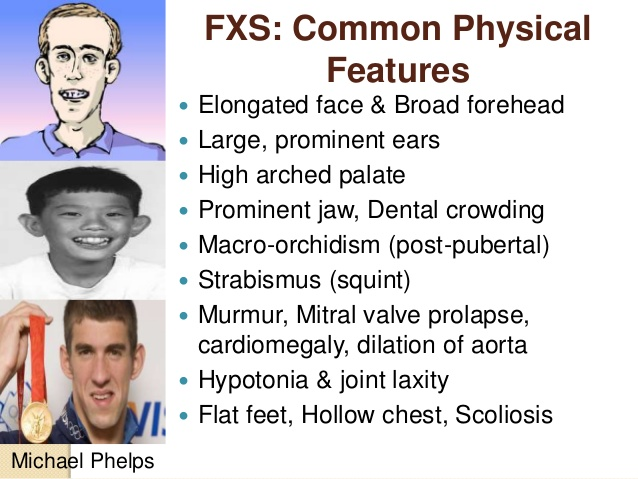 FXS: Common Physical
Features
• Elongated face & Broad forehead
• Large, prominent ears
• High arched palate
• Prominent jaw, Dental crowding
• Macro-orchidism (post-pubertal)
• Strabismus (squint)
• Murmur, Mitral valve prolapse,
cardiomegaly, dilation of aorta
• Hypotonia & joint laxity
• Flat feet, Hollow chest, Scoliosis
VIS
Michael Phelps